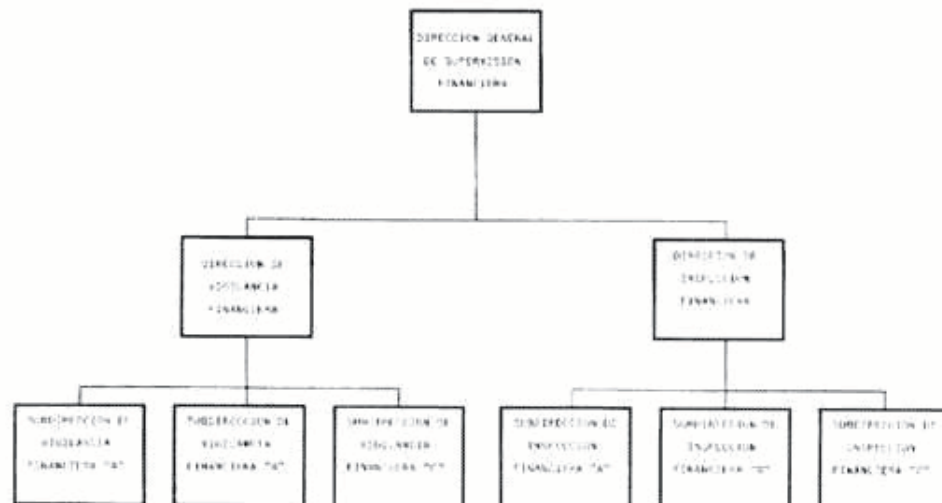 DIRECCION GENERAL
DE SUPERVISION
FINANCIERA
DIRECCION DE
VIGILANCIA
FINANCIERA
DIRECCION DE
INSPECCION
FINANCIERA
SUBDIRECCION DE
VIGILANCIA
FINANCIERA
SUBDIRECCION DE
VIGILANCIA
FINANCIERA
SUBDIRECCION DE
VIGILANCIA
FINANCIERA
SUBDIRECCION DE
INSPECCION
FINANCIERA
SUBDIRECCION DE
INSPECCION
FINANCIERA
SUBDIRECCION DE
INSPECCION
FINANCIERA